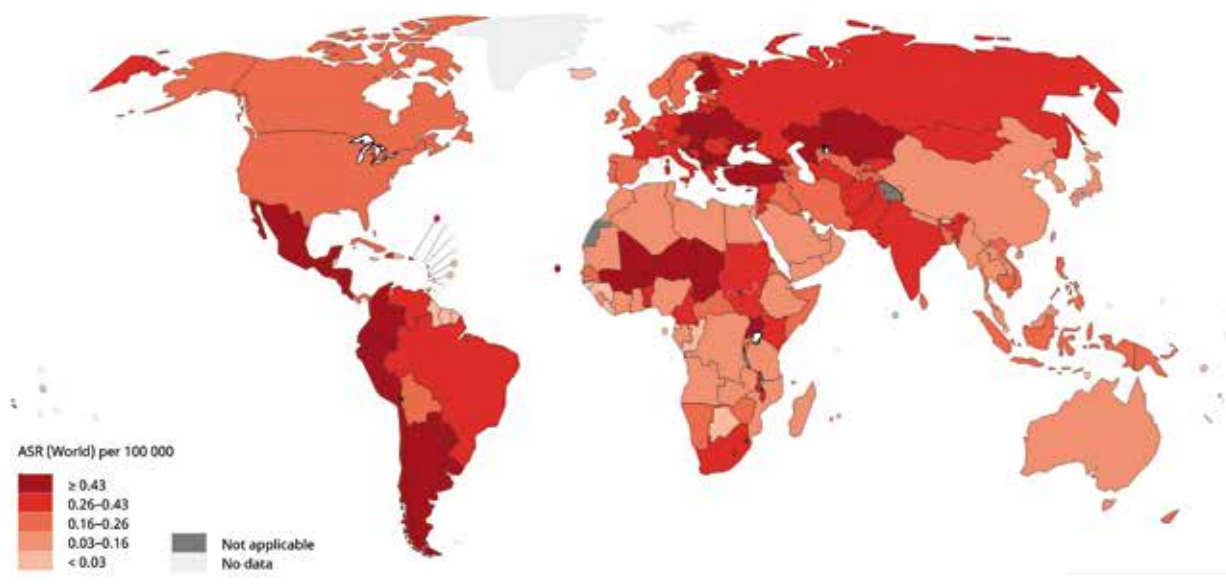 ASR (World) per 100 000
≥ 0.43
0.26–0.43
0.16–0.26
0.03–0.16
< 0.03
Not applicable
No data